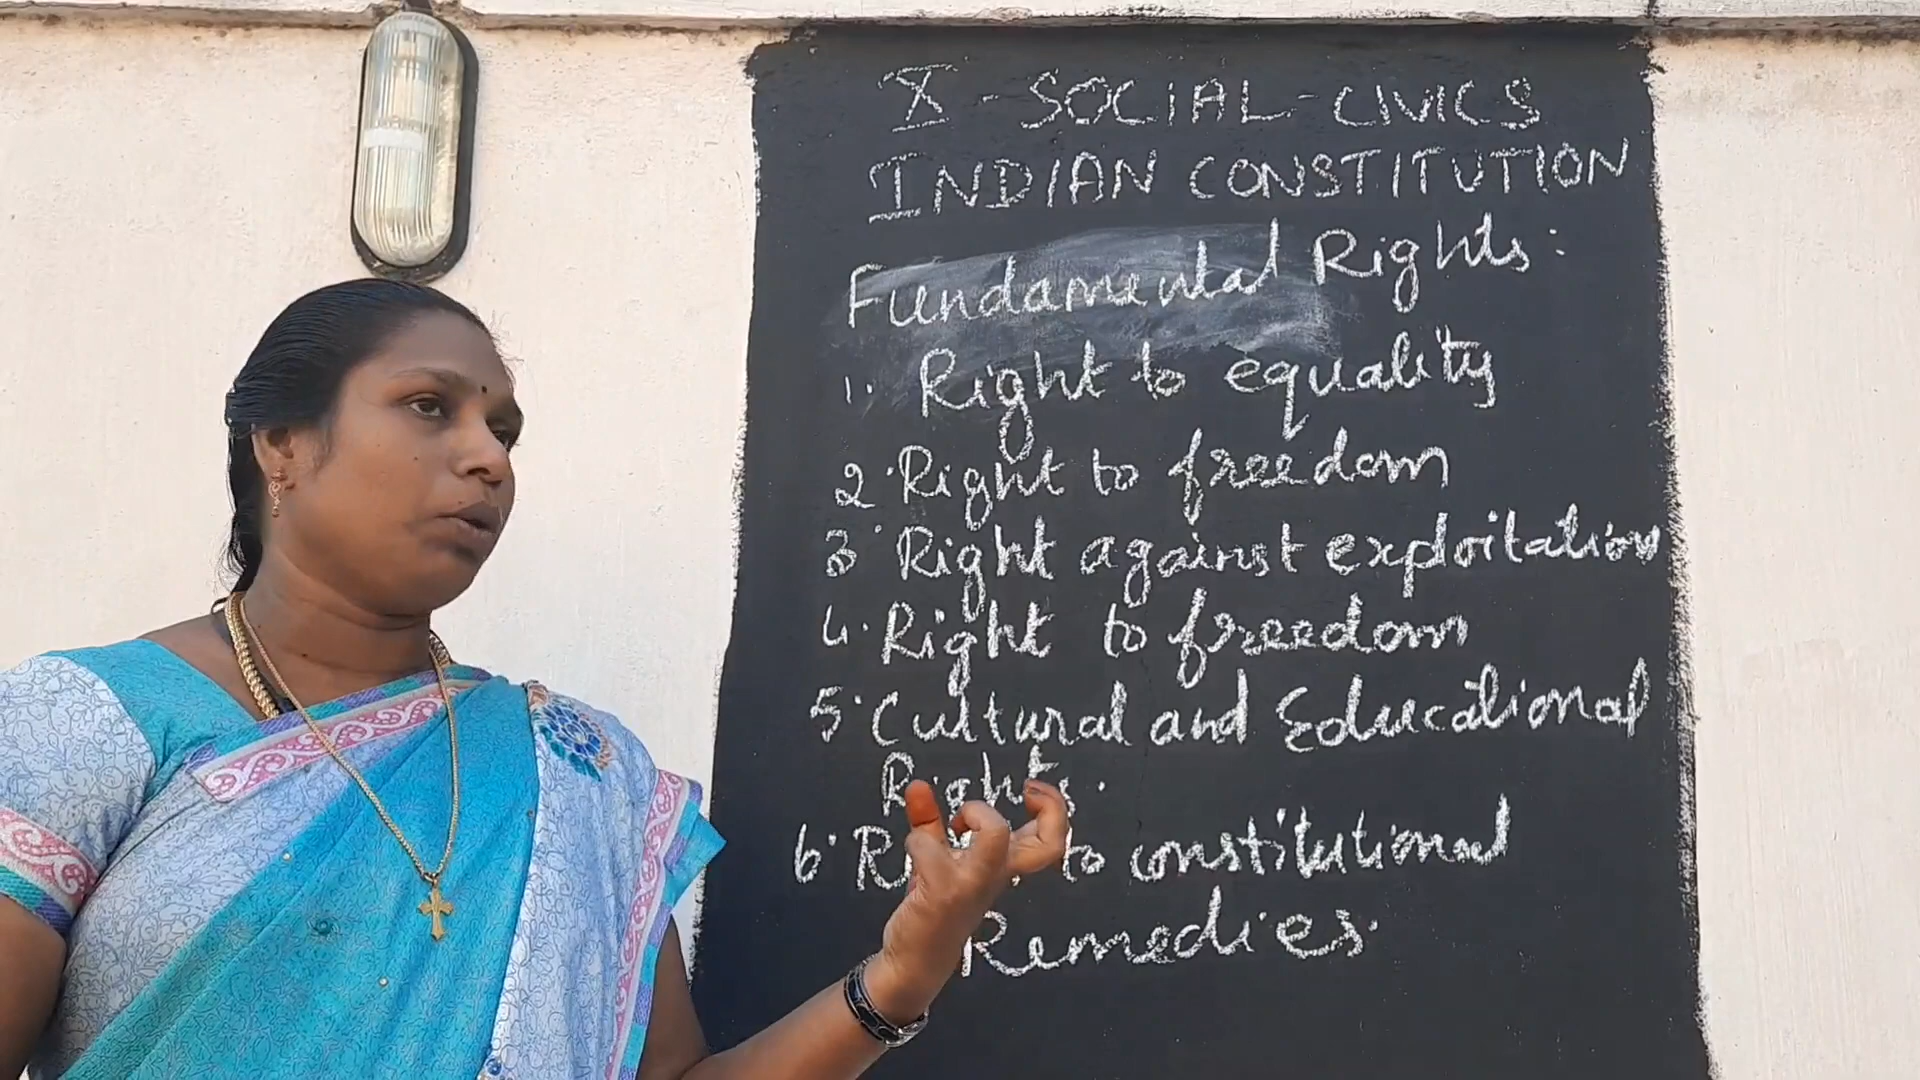 X - SOCIAL - CIVICS
INDIAN CONSTITUTION
Fundamental Rights:
1. Right to equality
2. Right to freedom
3. Right against exploitation
4. Right to freedom
5. Cultural and Educational
Rights.
6. to constitutional
Remedies.